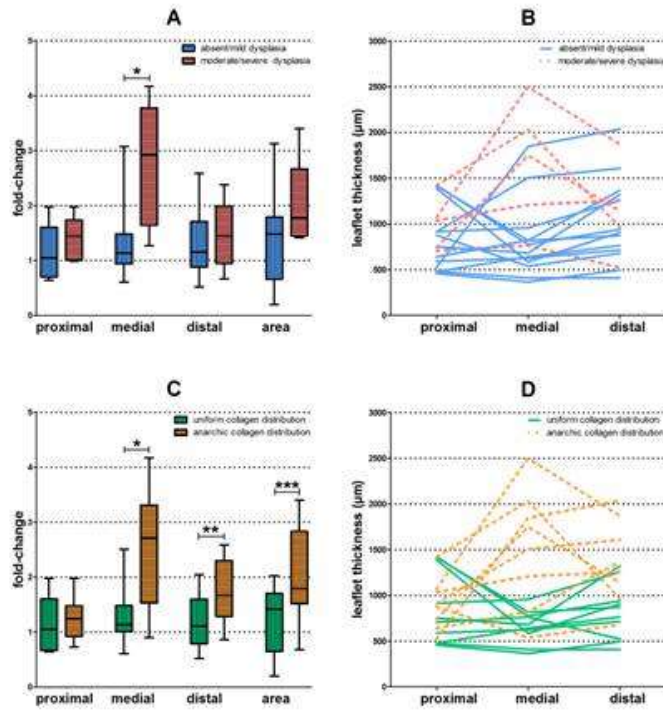 A
B
absent/mild dysplasia
moderate/severe dysplasia
fold-change
5
4
3
2
1
0
*
proximal medial distal area
absent/mild dysplasia
moderate/severe dysplasia
leaflet thickness (µm)
3000
2500
2000
1500
1000
500
0
proximal medial distal
C
D
uniform collagen distribution
anarchic collagen distribution
fold-change
5
4
3
2
1
0
*
**
***
proximal medial distal area
uniform collagen distribution
anarchic collagen distribution
leaflet thickness (µm)
3000
2500
2000
1500
1000
500
0
proximal medial distal